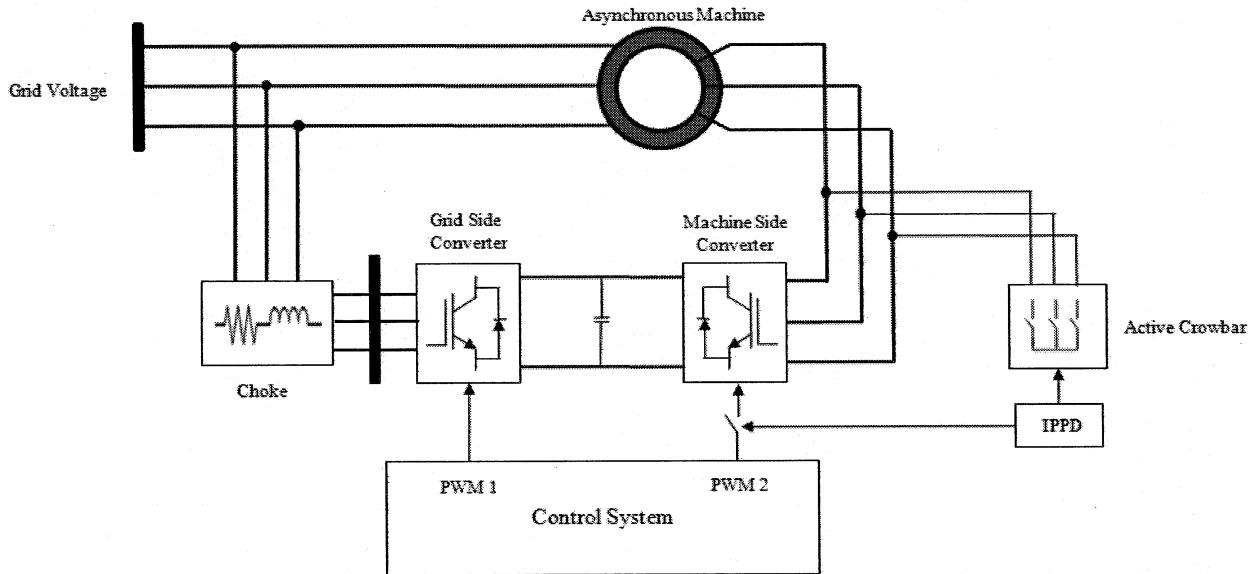 Asynchronous Machine
Grid Voltage
Grid Side
Converter
Machine Side
Converter
Active Crowbar
Choke
IPPD
PWM 1
PWM 2
Control System